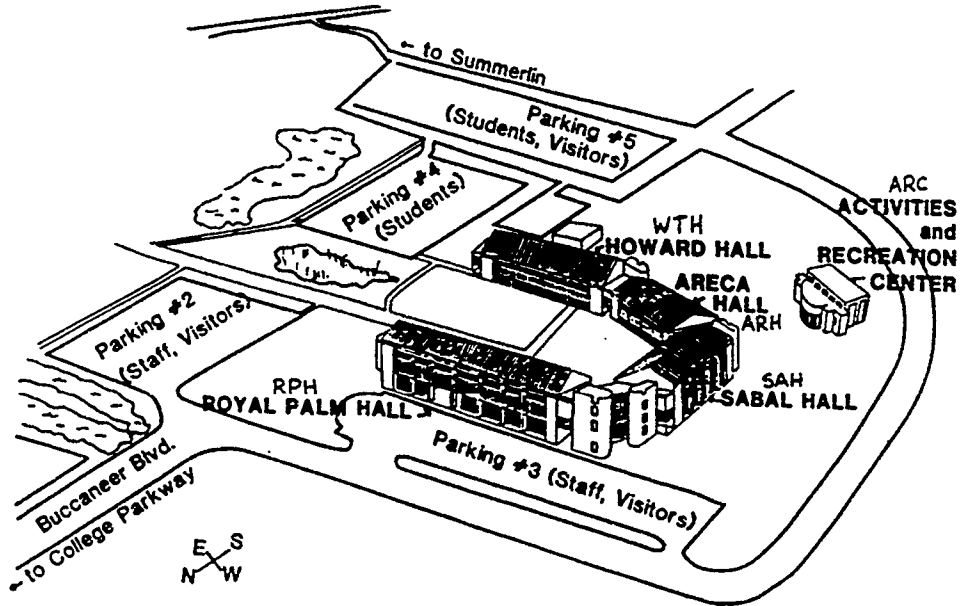 ← to Summerlin
Parking #5
(Students, Visitors)
Parking #4
(Students)
ARC
ACTIVITIES
and
RECREATION
CENTER
WTH
HOWARD HALL
ARECA
HALL
ARH
Parking #2
(Staff, Visitors)
RPH
ROYAL PALM HALL
SAH
SABAL HALL
Parking #3 (Staff, Visitors)
Buccaneer Blvd.
← to College Parkway
E S
N W